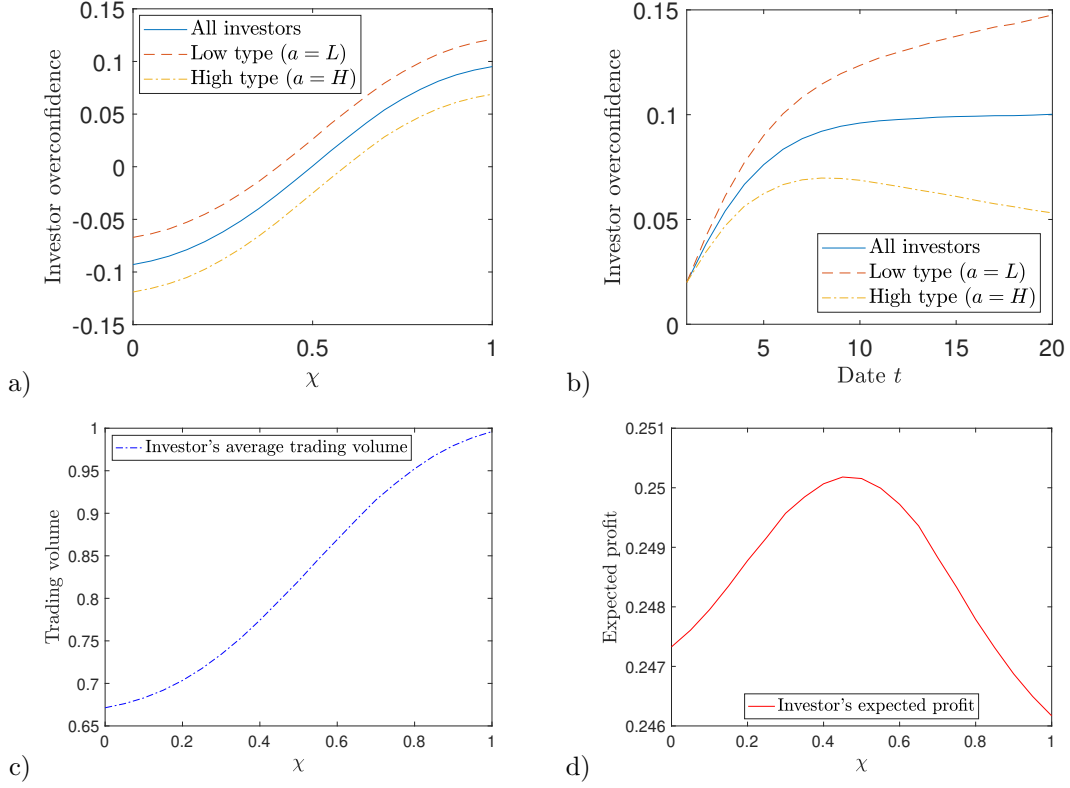 0.15
0.1
0.05
0
-0.05
-0.1
-0.15
0
0.5
1
Investor overconfidence
χ
All investors
Low type (a = L)
High type (a = H)
a)
0.15
0.1
0.05
0
5
10
15
20
Investor overconfidence
Date t
All investors
Low type (a = L)
High type (a = H)
b)
1
0.95
0.9
0.85
0.8
0.75
0.7
0.65
0
0.2
0.4
0.6
0.8
1
Trading volume
χ
Investor's average trading volume
c)
0.251
0.25
0.249
0.248
0.247
0.246
0
0.2
0.4
0.6
0.8
1
Expected profit
χ
Investor's expected profit
d)